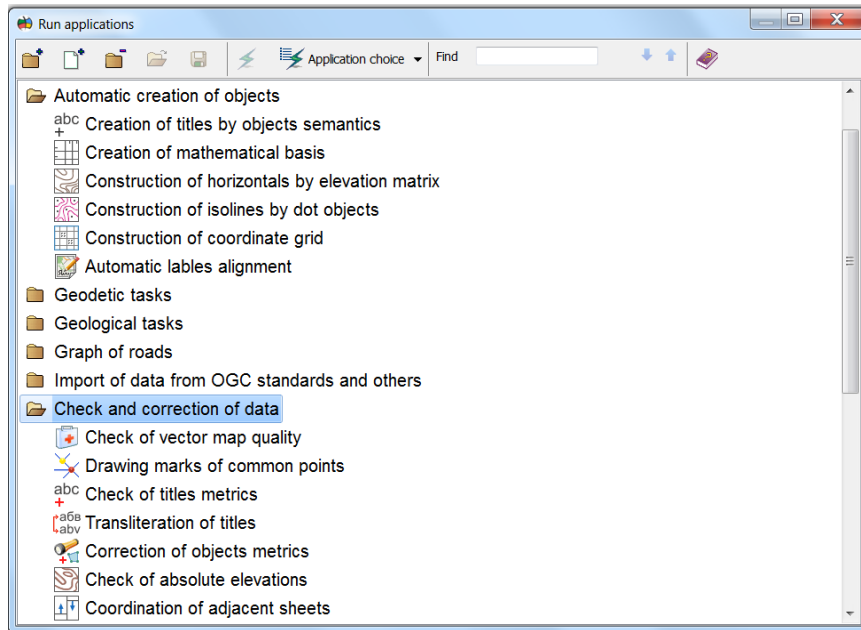 Run applications
Application choice Find
Automatic creation of objects
abc Creation of titles by objects semantics
Creation of mathematical basis
Construction of horizontals by elevation matrix
Construction of isolines by dot objects
Construction of coordinate grid
Automatic lables alignment
Geodetic tasks
Geological tasks
Graph of roads
Import of data from OGC standards and others
Check and correction of data
Check of vector map quality
Drawing marks of common points
abc Check of titles metrics
абв
abv Transliteration of titles
Correction of objects metrics
Check of absolute elevations
Coordination of adjacent sheets